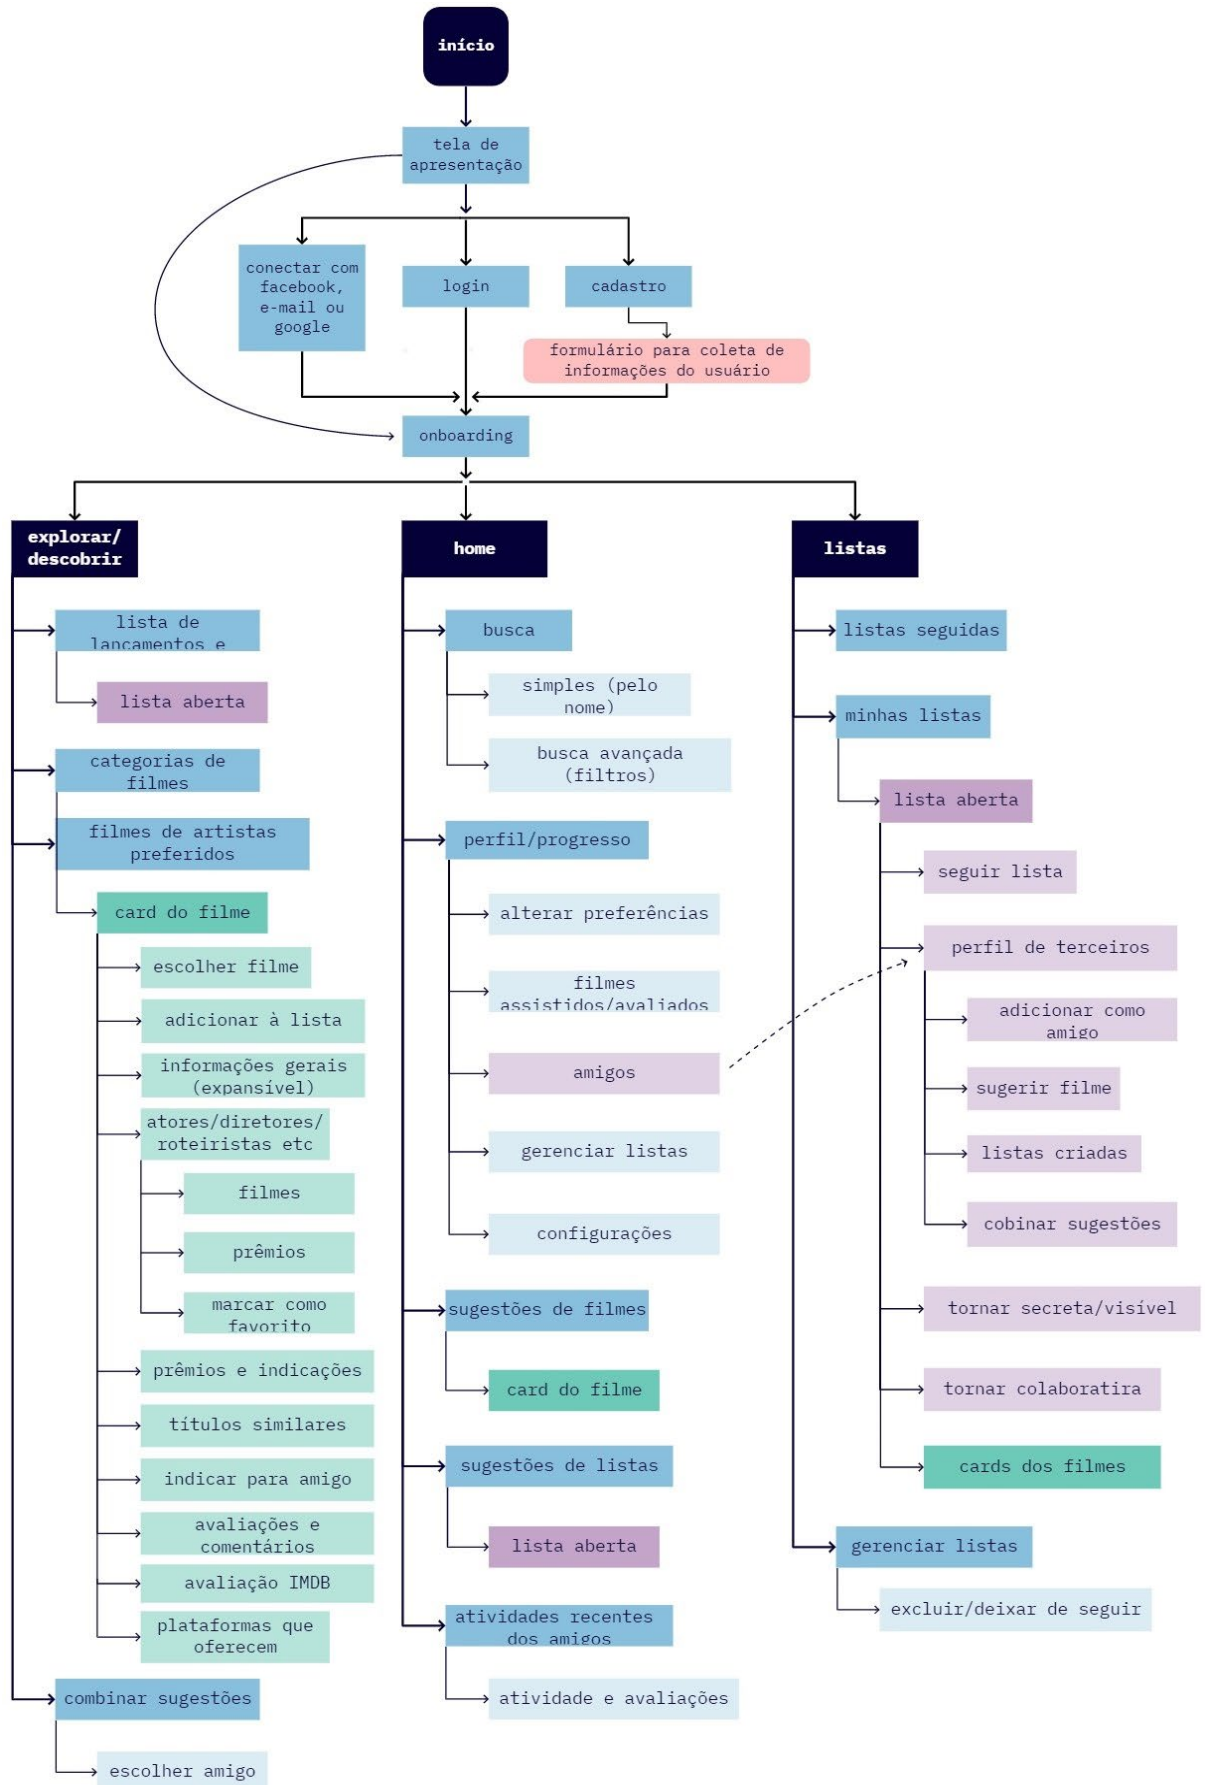 início
tela de
apresentação
conectar com
facebook,
e-mail ou
google
login
cadastro
formulário para coleta de
informações do usuário
onboarding
explorar/
descobrir
lista de
lançamentos e
lista aberta
categorias de
filmes
filmes de artistas
preferidos
card do filme
escolher filme
adicionar à lista
informações gerais
(expansível)
atores/diretores/
roteiristas etc
filmes
prêmios
marcar como
favorito
prêmios e indicações
títulos similares
indicar para amigo
avaliações e
comentários
avaliação IMDB
plataformas que
oferecem
combinar sugestões
escolher amigo
home
busca
simples (pelo
nome)
busca avançada
(filtros)
perfil/progresso
alterar preferências
filmes
assistidos/avaliados
amigos
gerenciar listas
configurações
sugestões de filmes
card do filme
sugestões de listas
lista aberta
atividades recentes
dos amigos
atividade e avaliações
listas
listas seguidas
minhas listas
lista aberta
seguir lista
perfil de terceiros
adicionar como
amigo
sugerir filme
listas criadas
cobinar sugestões
tornar secreta/visível
tornar colaboratira
cards dos filmes
gerenciar listas
excluir/deixar de seguir